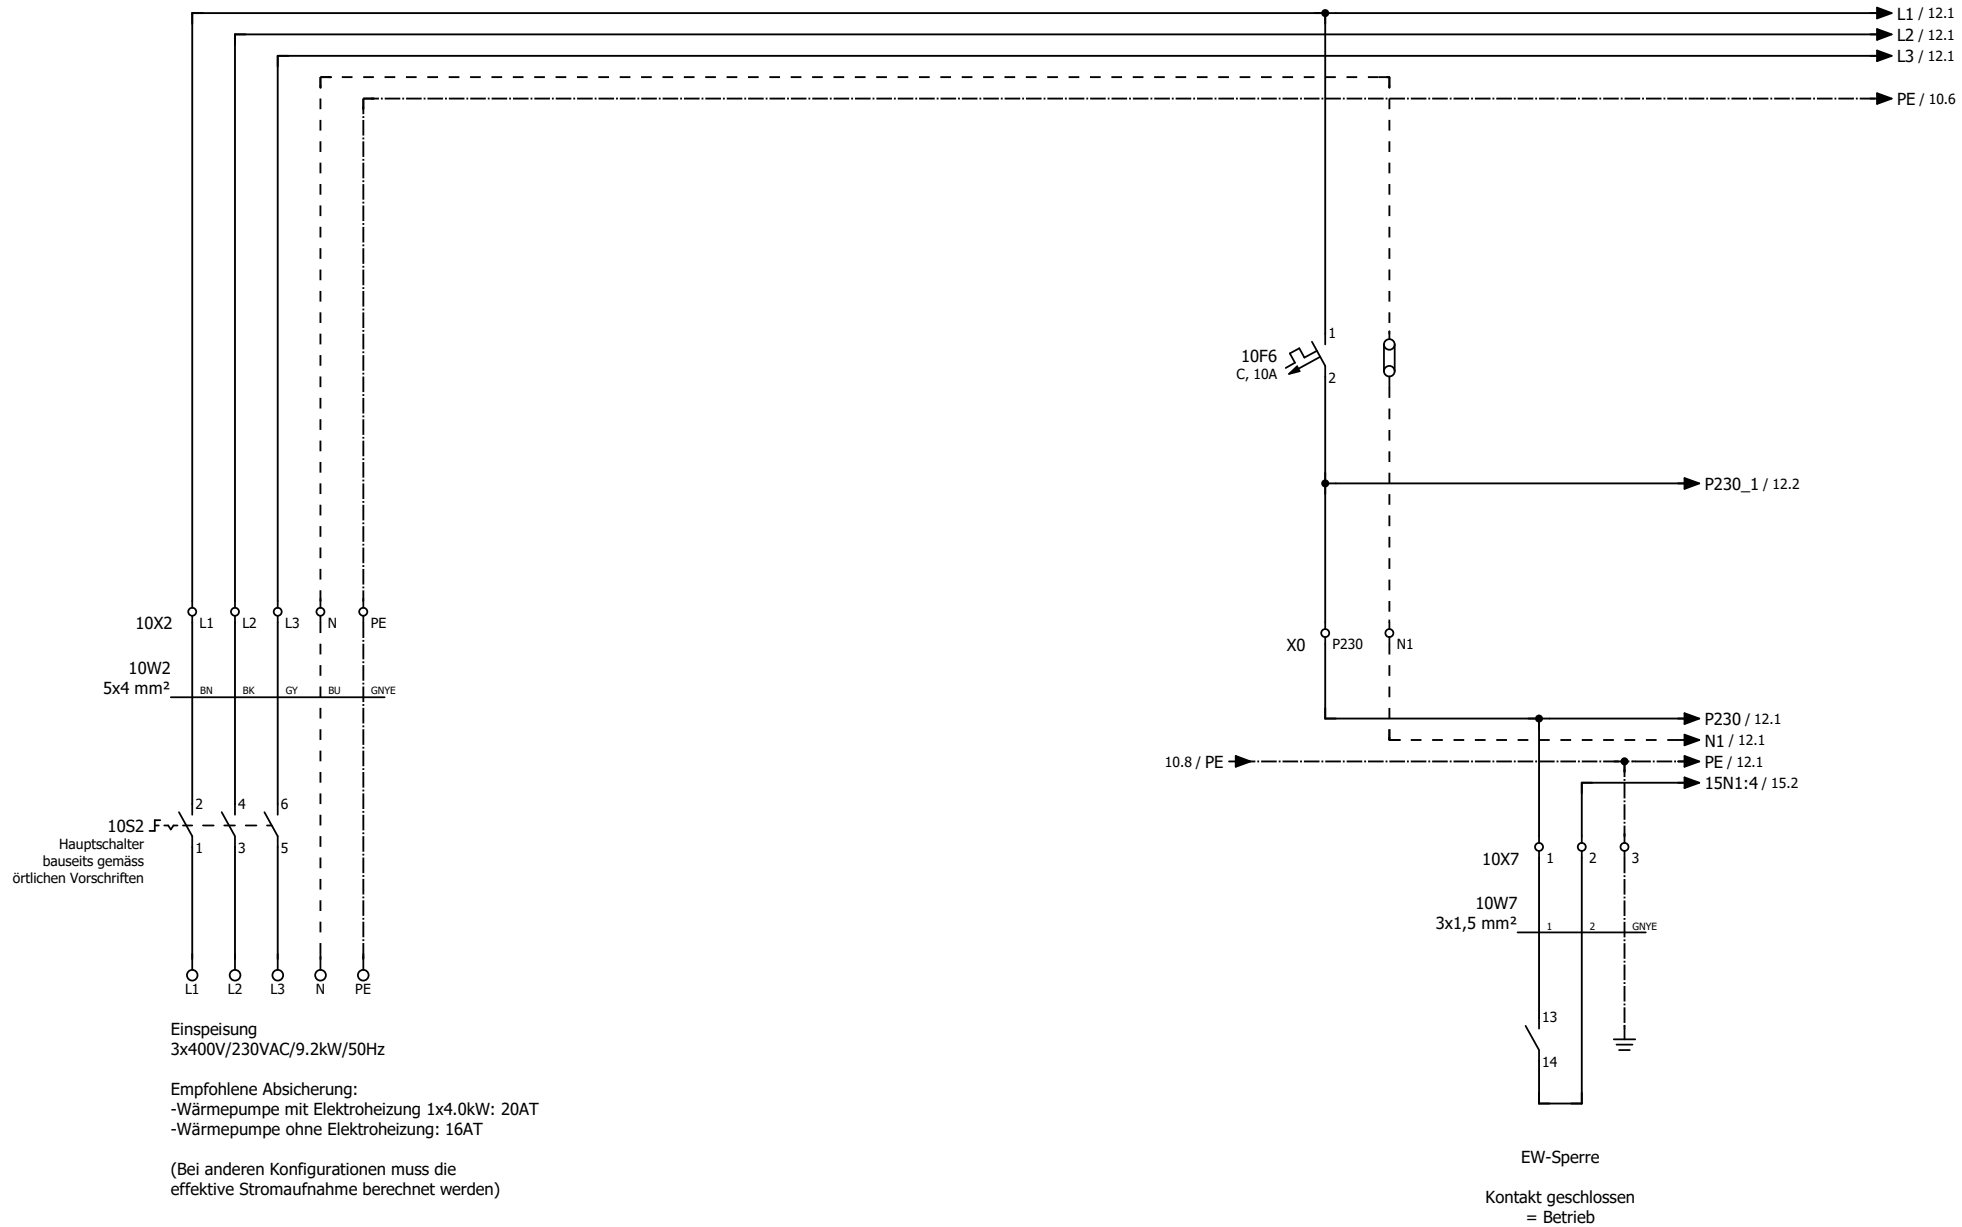 L1 / 12.1
L2 / 12.1
L3 / 12.1
PE / 10.6
1
10F6
C, 10A
2
P230_1 / 12.2
10X2 L1 L2 L3 N PE
X0 P230 N1
10W2
5x4 mm² BN BK GY BU GNYE
P230 / 12.1
N1 / 12.1
10.8 / PE PE / 12.1
15N1:4 / 15.2
2 4 6
10S2
Hauptschalter
bauseits gemäss
örtlichen Vorschriften
1 3 5
10X7 1 2 3
10W7
3x1,5 mm² 1 2 GNYE
L1 L2 L3 N PE
13
14
Einspeisung
3x400V/230VAC/9.2kW/50Hz
Empfohlene Absicherung:
-Wärmepumpe mit Elektroheizung 1x4.0kW: 20AT
-Wärmepumpe ohne Elektroheizung: 16AT
(Bei anderen Konfigurationen muss die
effektive Stromaufnahme berechnet werden)
EW-Sperre
Kontakt geschlossen
= Betrieb